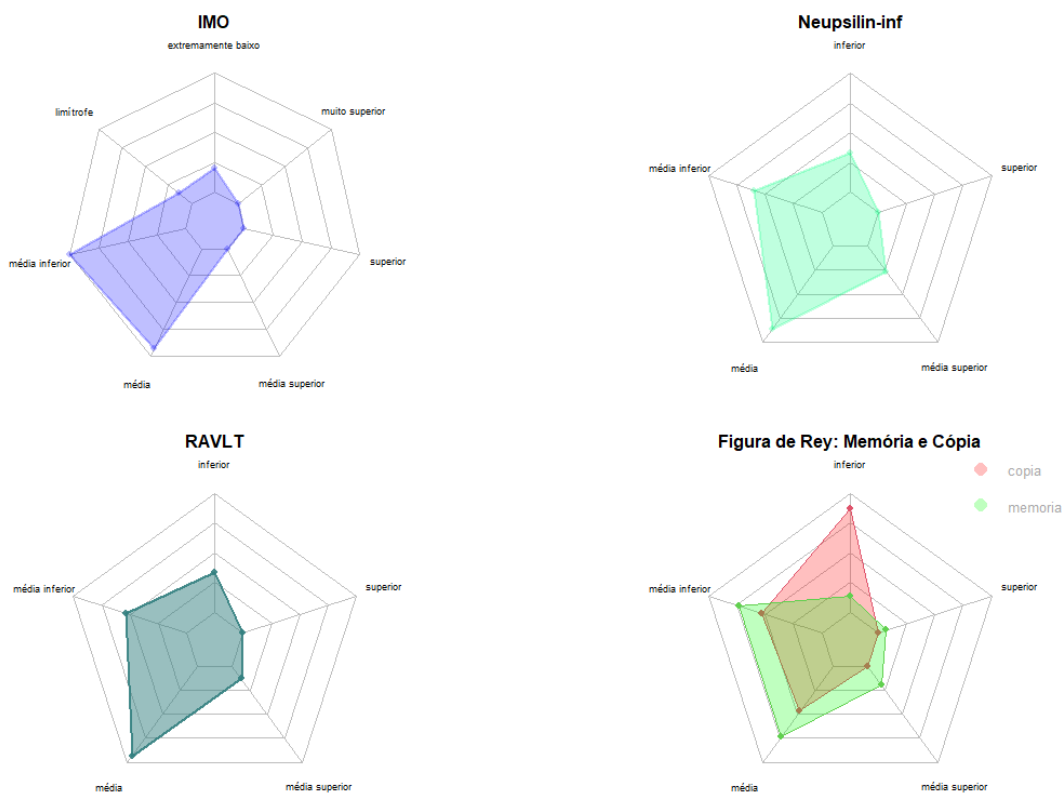 IMO
extremamente baixo
limítrofe
muito superior
média inferior
superior
média
média superior
Neupsilin-inf
inferior
média inferior
superior
média
média superior
RAVLT
inferior
média inferior
superior
média
média superior
Figura de Rey: Memória e Cópia
inferior
copia
memoria
média inferior
superior
média
média superior